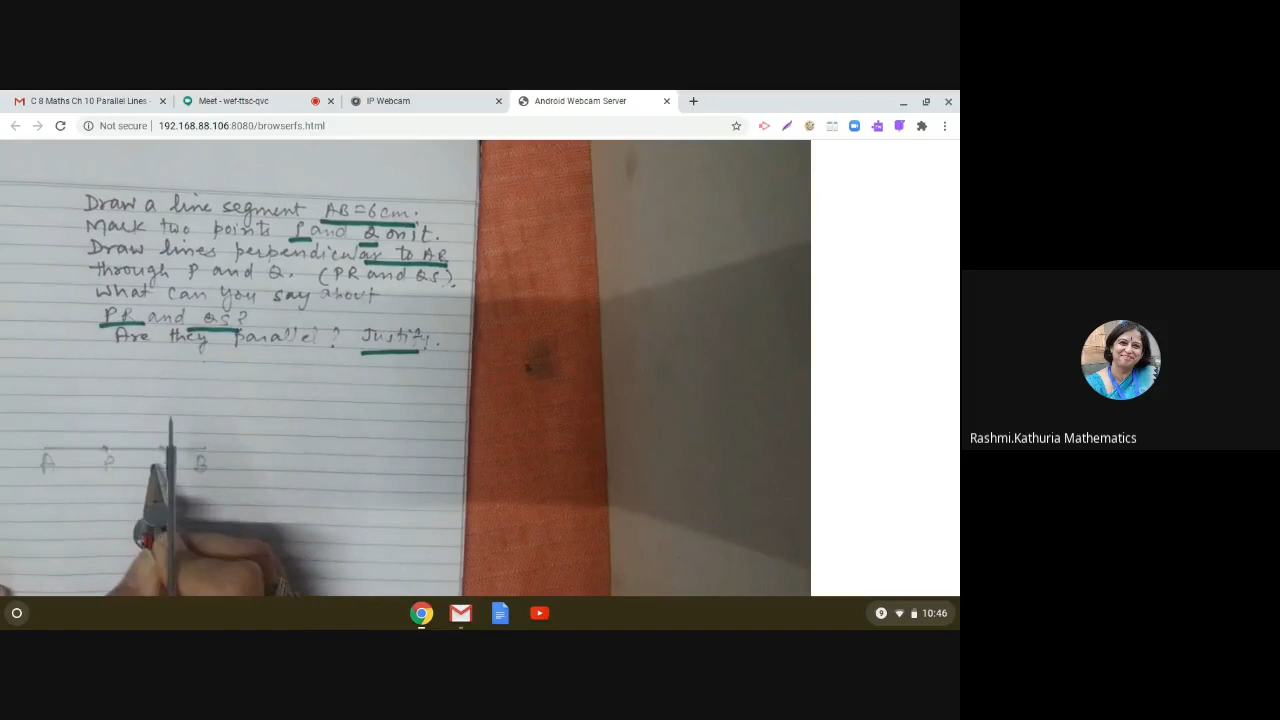 C 8 Maths Ch 10 Parallel Lines -
Meet - wef-ttsc-qvc
IP Webcam
Android Webcam Server
Not secure
192.168.88.106:8080/browserfs.html
Draw a line segment AB=6cm.
Mark two points P and Q on it.
Draw lines perpendicular to AB
through P and Q. (PR and QS).
What can you say about
PR and QS?
Are they parallel? Justify.
A P B
Rashmi.Kathuria Mathematics
9 10:46